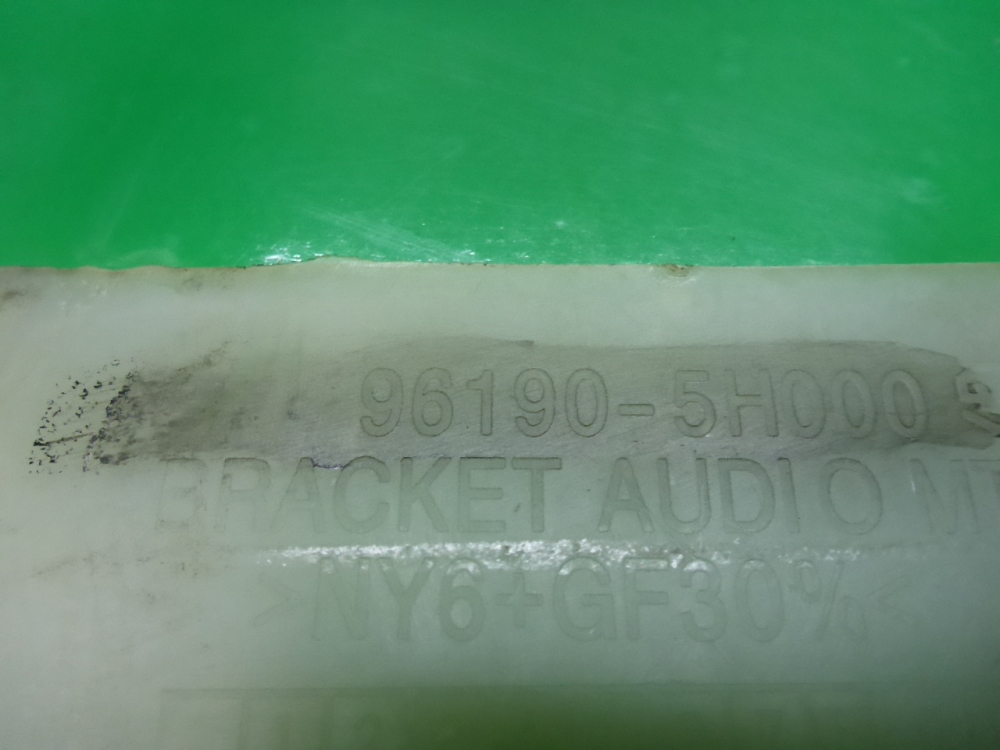 96190-5H000
BRACKET AUDIO MT
>NY6+GF30%<